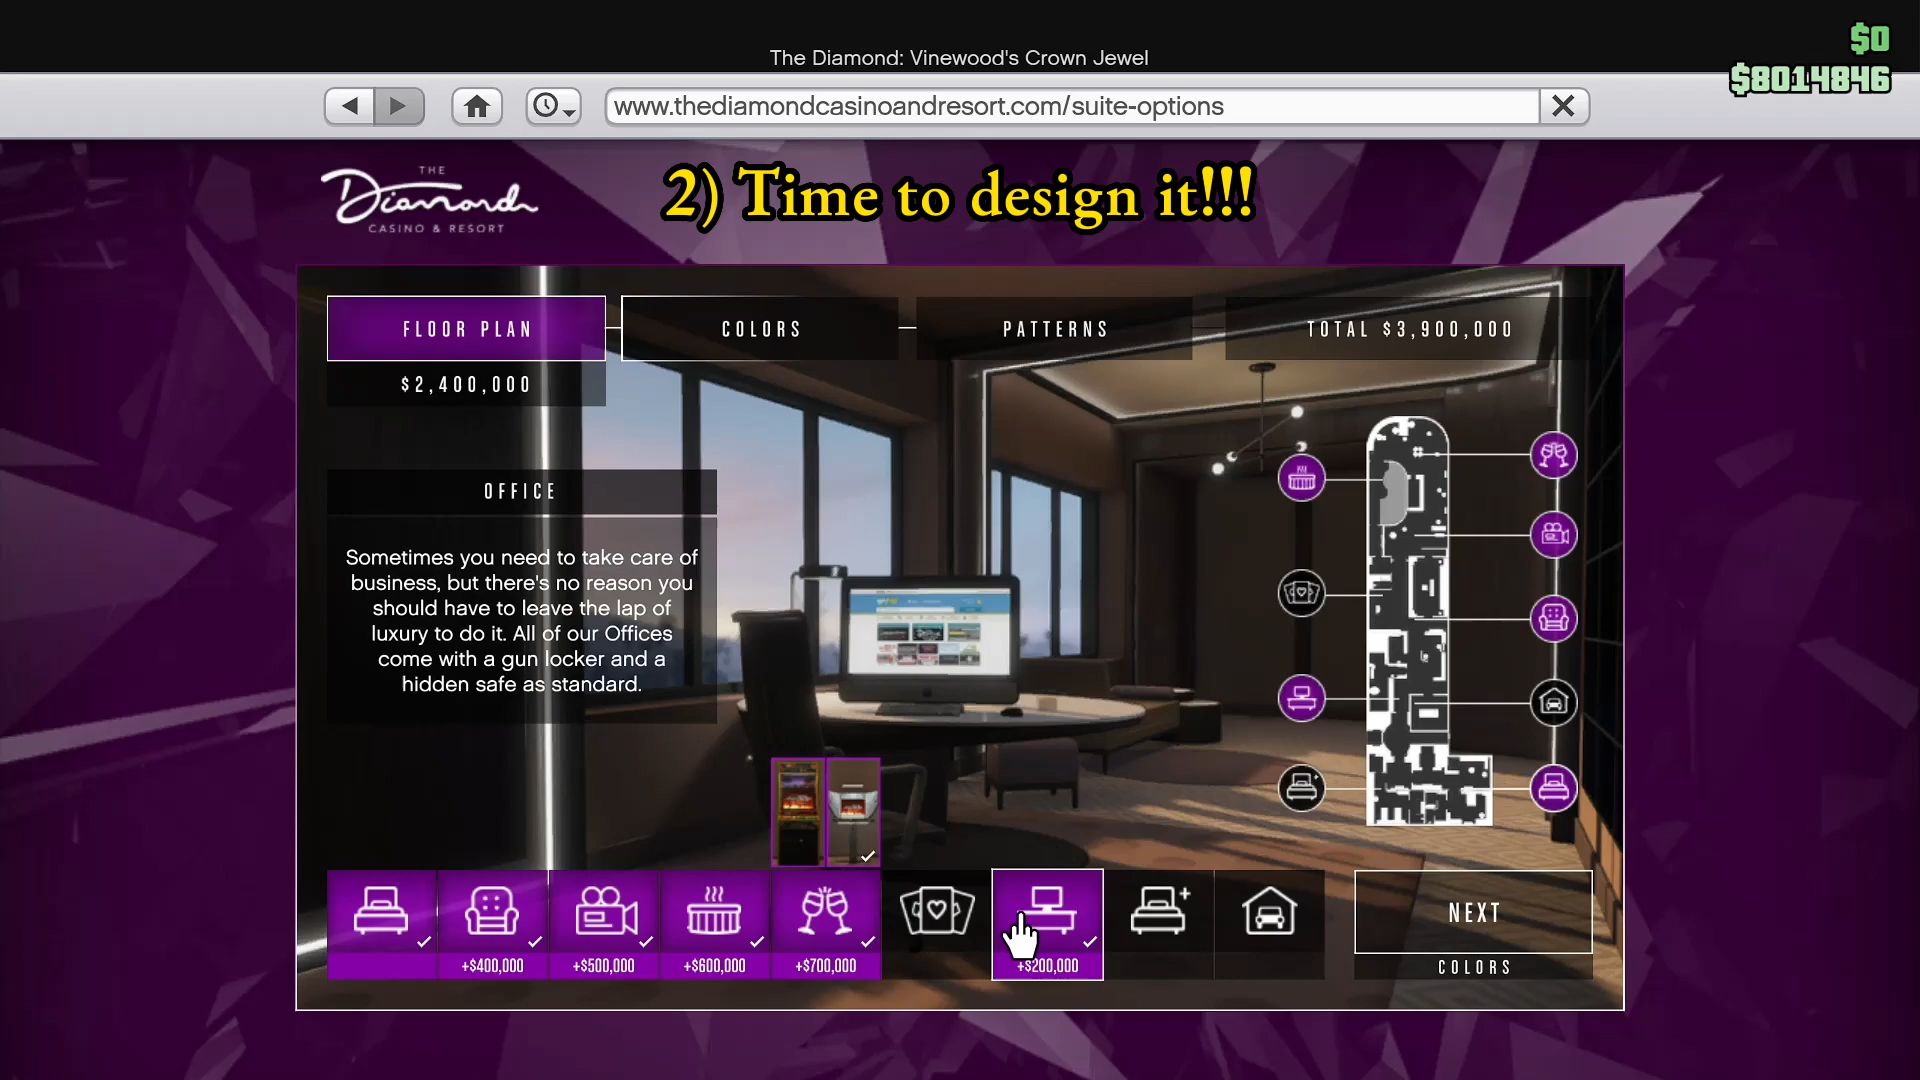 $0
The Diamond: Vinewood's Crown Jewel
$8014846
www.thediamondcasinoandresort.com/suite-options
THE
Diamond
CASINO & RESORT
2) Time to design it!!!
FLOOR PLAN
COLORS
PATTERNS
TOTAL $3,900,000
$2,400,000
OFFICE
Sometimes you need to take care of
business, but there's no reason you
should have to leave the lap of
luxury to do it. All of our Offices
come with a gun locker and a
hidden safe as standard.
NEXT
+$400,000
+$500,000
+$600,000
+$700,000
+$200,000
COLORS